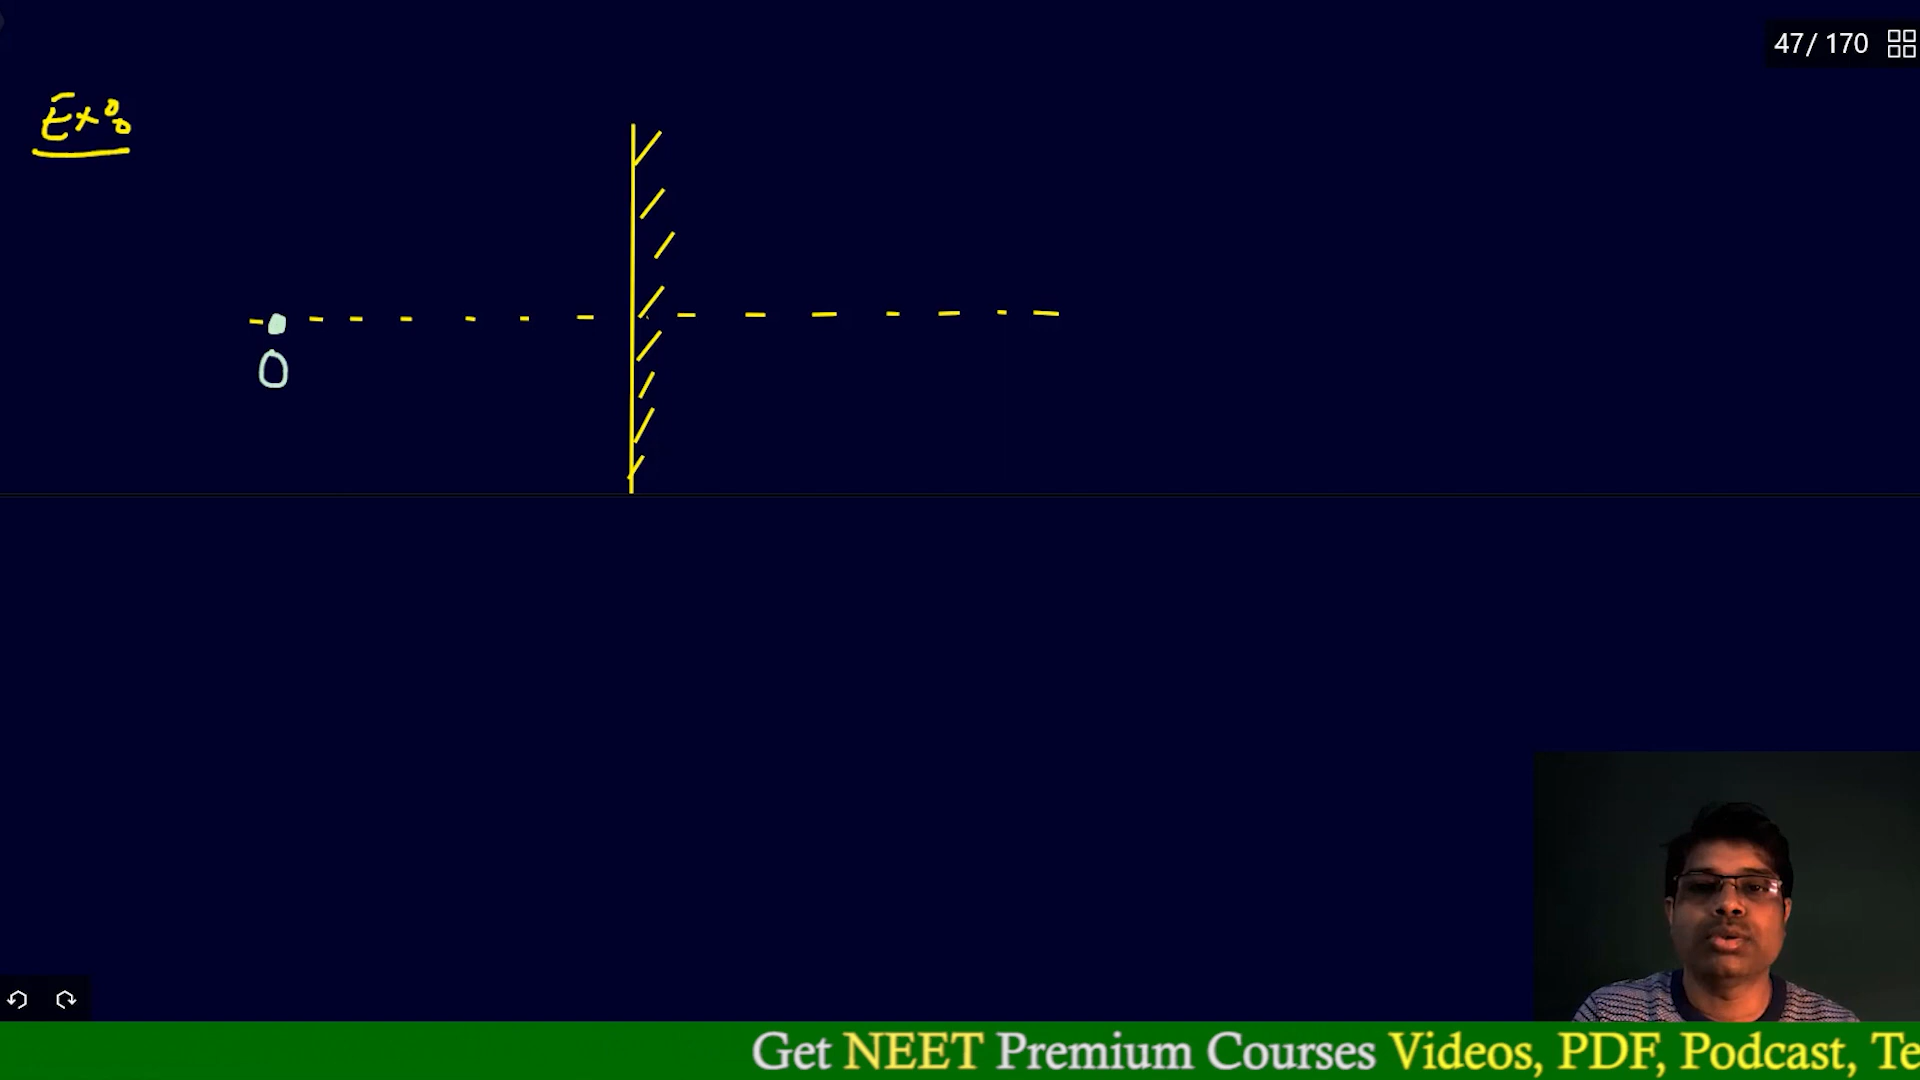 47/ 170
Ex:
O
Get NEET Premium Courses Videos, PDF, Podcast, Te